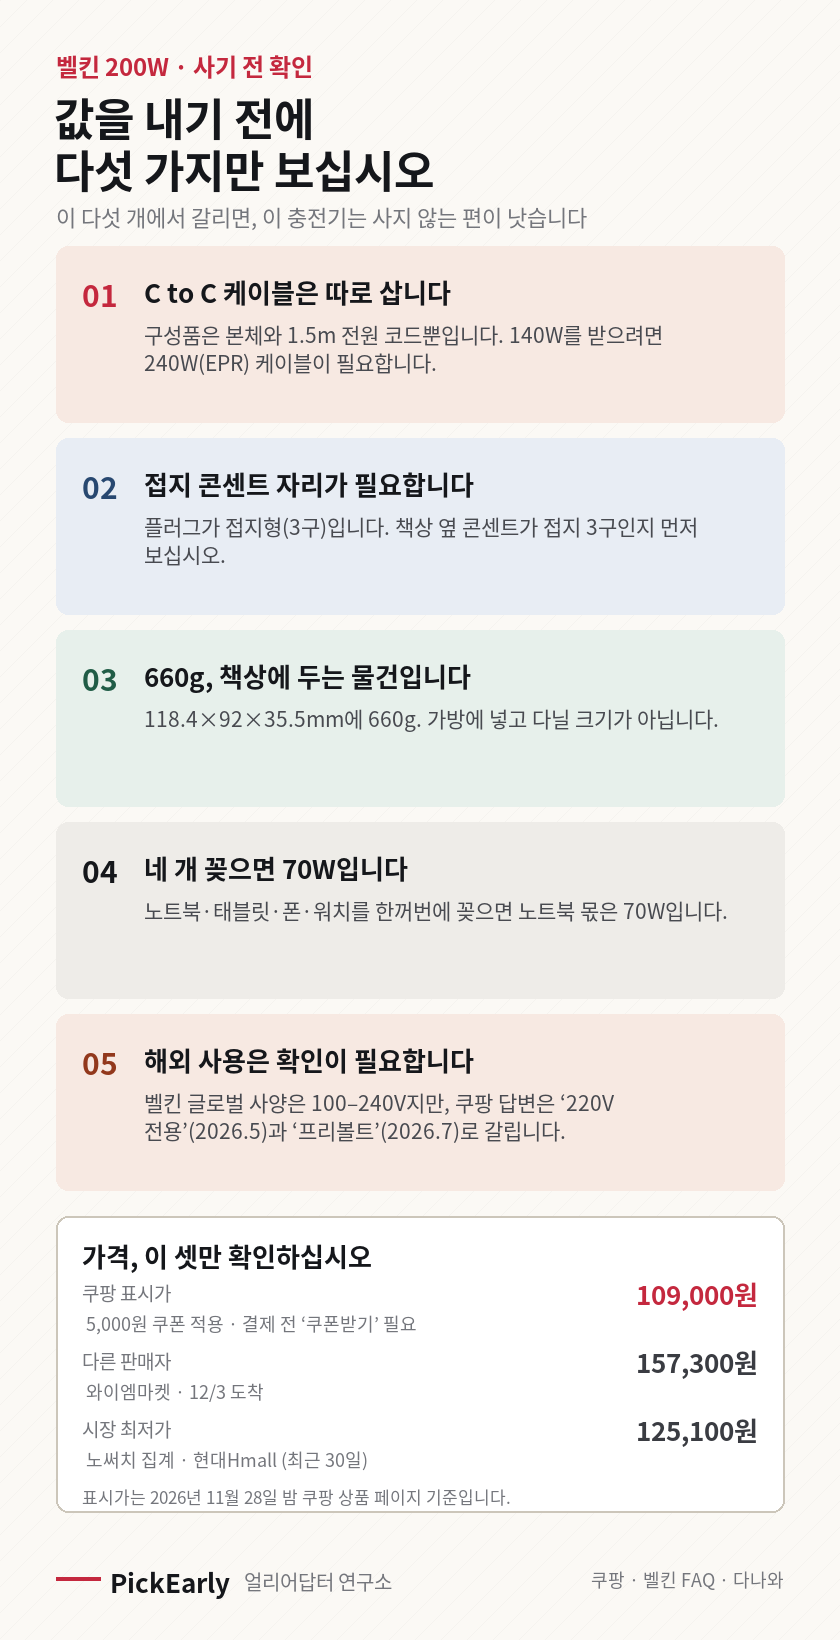 벨킨 200W · 사기 전 확인
값을 내기 전에
다섯 가지만 보십시오
이 다섯 개에서 갈리면, 이 충전기는 사지 않는 편이 낫습니다
01 C to C 케이블은 따로 삽니다
구성품은 본체와 1.5m 전원 코드뿐입니다. 140W를 받으려면
240W(EPR) 케이블이 필요합니다.
02 접지 콘센트 자리가 필요합니다
플러그가 접지형(3구)입니다. 책상 옆 콘센트가 접지 3구인지 먼저
보십시오.
03 660g, 책상에 두는 물건입니다
118.4×92×35.5mm에 660g. 가방에 넣고 다닐 크기가 아닙니다.
04 네 개 꽂으면 70W입니다
노트북·태블릿·폰·워치를 한꺼번에 꽂으면 노트북 몫은 70W입니다.
05 해외 사용은 확인이 필요합니다
벨킨 글로벌 사양은 100–240V지만, 쿠팡 답변은 ‘220V
전용’(2026.5)과 ‘프리볼트’(2026.7)로 갈립니다.
가격, 이 셋만 확인하십시오
쿠팡 표시가 109,000원
5,000원 쿠폰 적용 · 결제 전 ‘쿠폰받기’ 필요
다른 판매자 157,300원
와이엠마켓 · 12/3 도착
시장 최저가 125,100원
노써치 집계 · 현대Hmall (최근 30일)
표시가는 2026년 11월 28일 밤 쿠팡 상품 페이지 기준입니다.
PickEarly 얼리어답터 연구소 쿠팡 · 벨킨 FAQ · 다나와